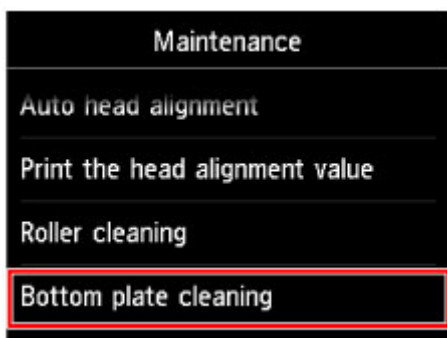 Maintenance
Auto head alignment
Print the head alignment value
Roller cleaning
Bottom plate cleaning